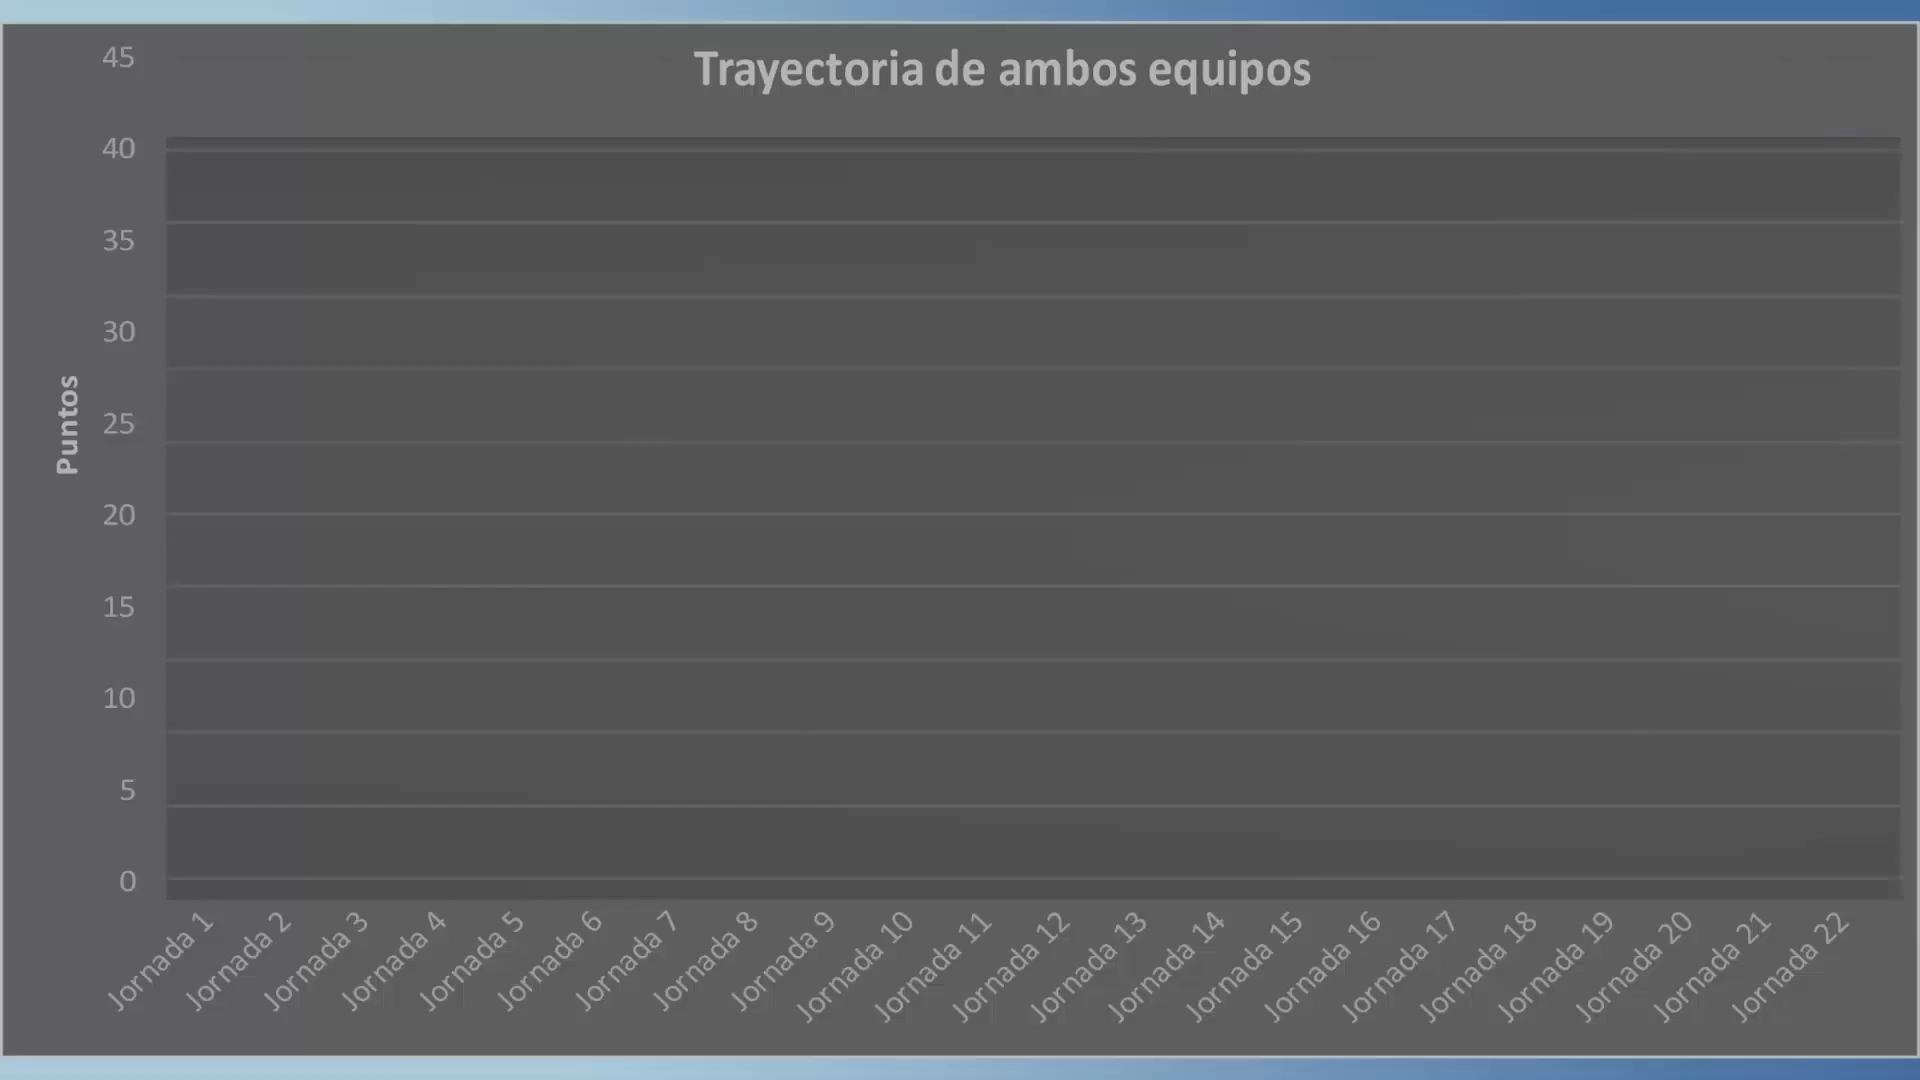 Trayectoria de ambos equipos
Puntos
45
40
35
30
25
20
15
10
5
0
Jornada 1
Jornada 2
Jornada 3
Jornada 4
Jornada 5
Jornada 6
Jornada 7
Jornada 8
Jornada 9
Jornada 10
Jornada 11
Jornada 12
Jornada 13
Jornada 14
Jornada 15
Jornada 16
Jornada 17
Jornada 18
Jornada 19
Jornada 20
Jornada 21
Jornada 22